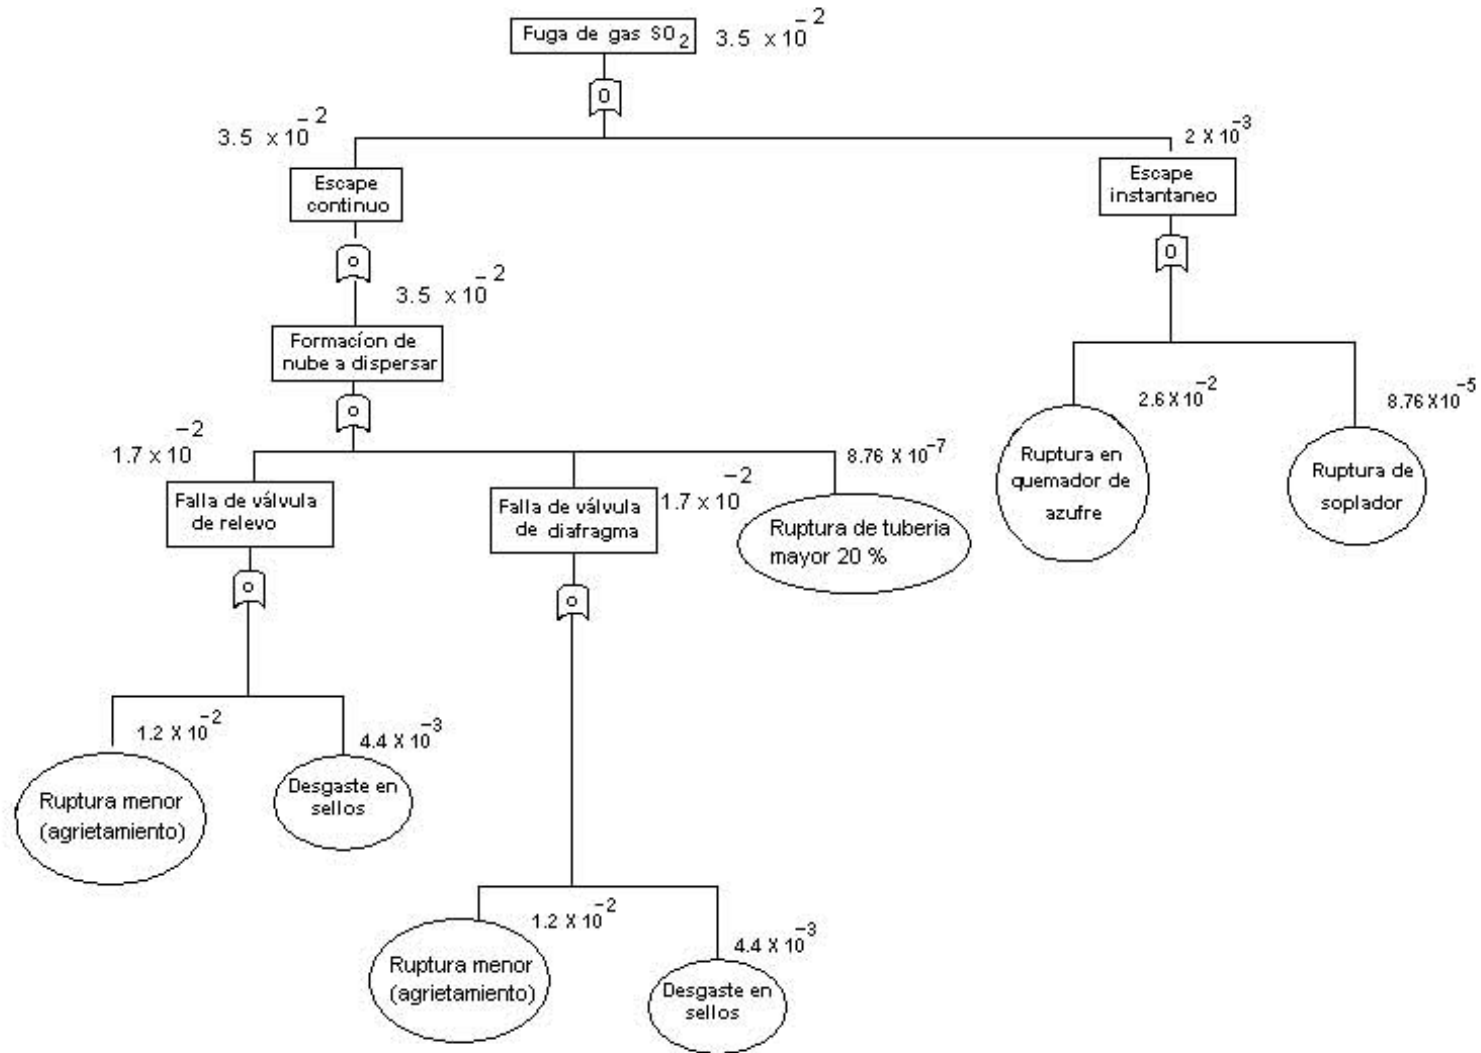 Fuga de gas SO₂
3.5 x 10⁻²
0
3.5 x 10⁻²
2 X 10⁻³
Escape
continuo
Escape
instantaneo
o
0
3.5 x 10⁻²
Formacíon de
nube a dispersar
o
2.6 X 10⁻²
8.76 X 10⁻⁵
Ruptura en
quemador de
azufre
Ruptura de
soplador
1.7 x 10⁻²
8.76 X 10⁻⁷
1.7 x 10⁻²
Falla de válvula
de relevo
Falla de válvula
de diafragma
Ruptura de tuberia
mayor 20 %
o
o
1.2 X 10⁻²
4.4 X 10⁻³
Ruptura menor
(agrietamiento)
Desgaste en
sellos
1.2 X 10⁻²
4.4 X 10⁻³
Ruptura menor
(agrietamiento)
Desgaste en
sellos